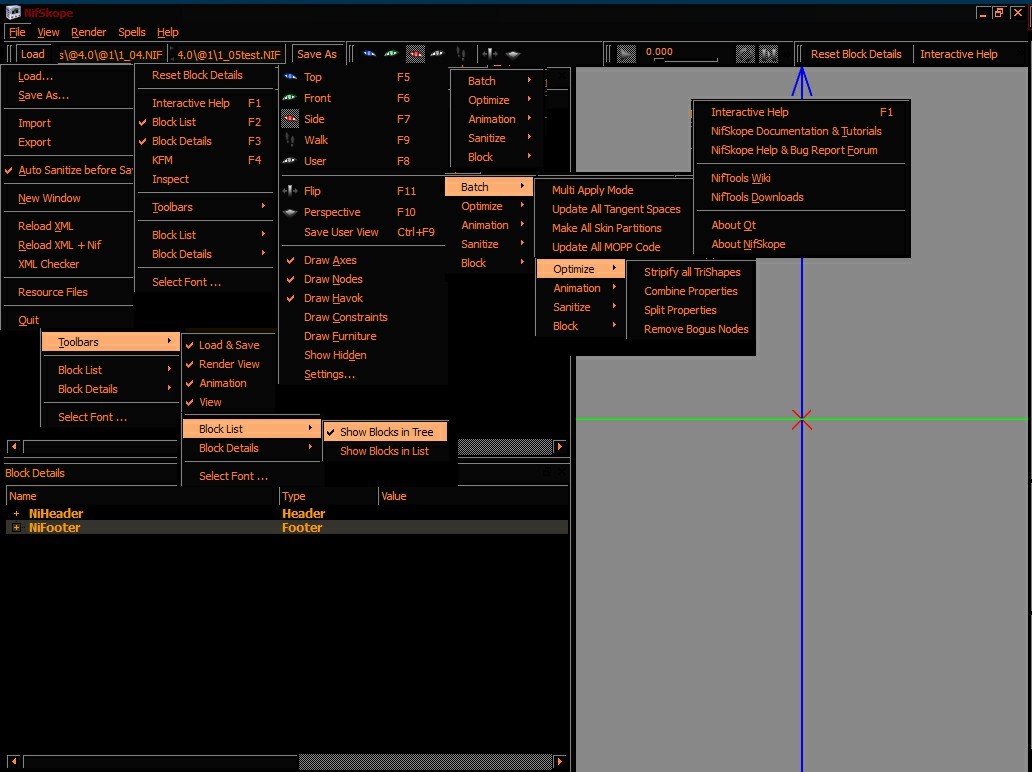 NifSkope
File View Render Spells Help
Load s\@4.0\@1\1_04.NIF 4.0\@1\1_05test.NIF Save As 0.000 Reset Block Details Interactive Help
Load...
Save As...
Import
Export
Auto Sanitize before Sa
New Window
Reload XML
Reload XML + Nif
XML Checker
Resource Files
Quit
Reset Block Details
Interactive Help F1
Block List F2
Block Details F3
KFM F4
Inspect
Toolbars
Block List
Block Details
Select Font ...
Top F5
Front F6
Side F7
Walk F9
User F8
Flip F11
Perspective F10
Save User View Ctrl+F9
Draw Axes
Draw Nodes
Draw Havok
Draw Constraints
Draw Furniture
Show Hidden
Settings...
Batch
Optimize
Animation
Sanitize
Block
Batch
Optimize
Animation
Sanitize
Block
Multi Apply Mode
Update All Tangent Spaces
Make All Skin Partitions
Update All MOPP Code
Optimize
Animation
Sanitize
Block
Stripify all TriShapes
Combine Properties
Split Properties
Remove Bogus Nodes
Interactive Help F1
NifSkope Documentation & Tutorials
NifSkope Help & Bug Report Forum
NifTools Wiki
NifTools Downloads
About Qt
About NifSkope
Toolbars
Block List
Block Details
Select Font ...
Load & Save
Render View
Animation
View
Block List
Block Details
Select Font ...
Show Blocks in Tree
Show Blocks in List
Block Details
Name Type Value
NiHeader Header
NiFooter Footer